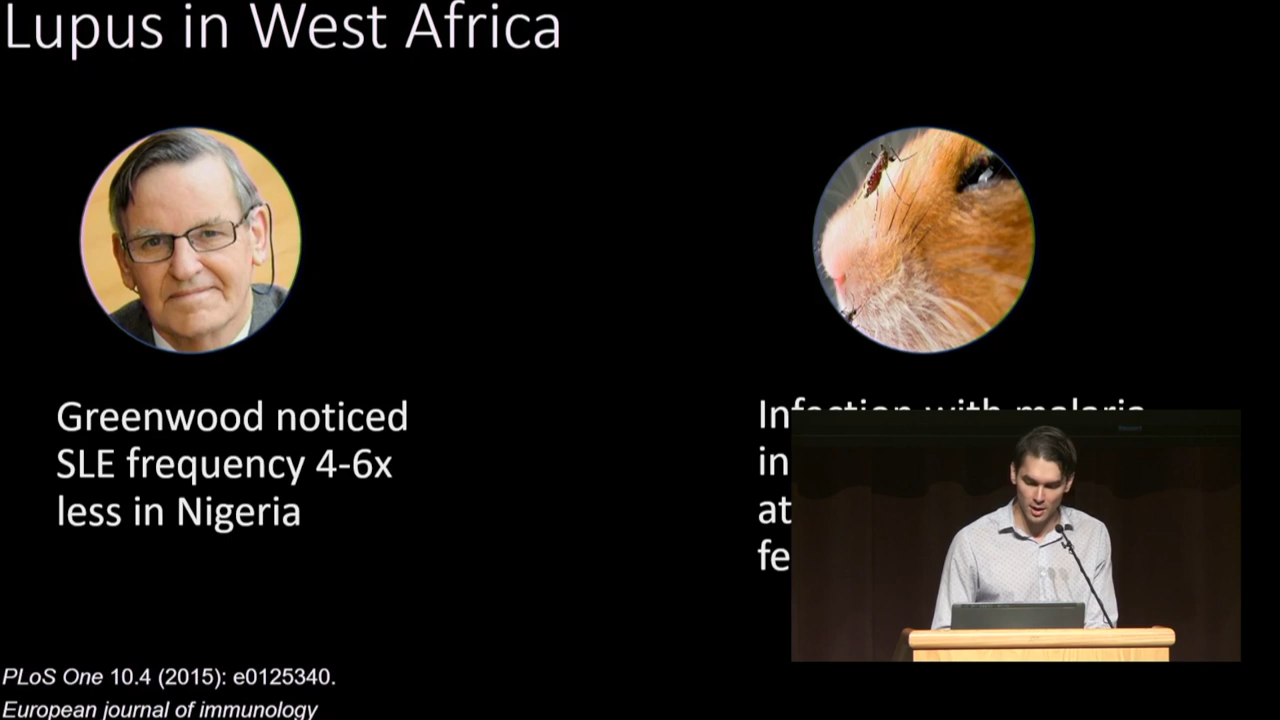 Lupus in West Africa
Greenwood noticed
SLE frequency 4-6x
less in Nigeria
Infection with malaria
in
at
fe
PLoS One 10.4 (2015): e0125340.
European journal of immunology